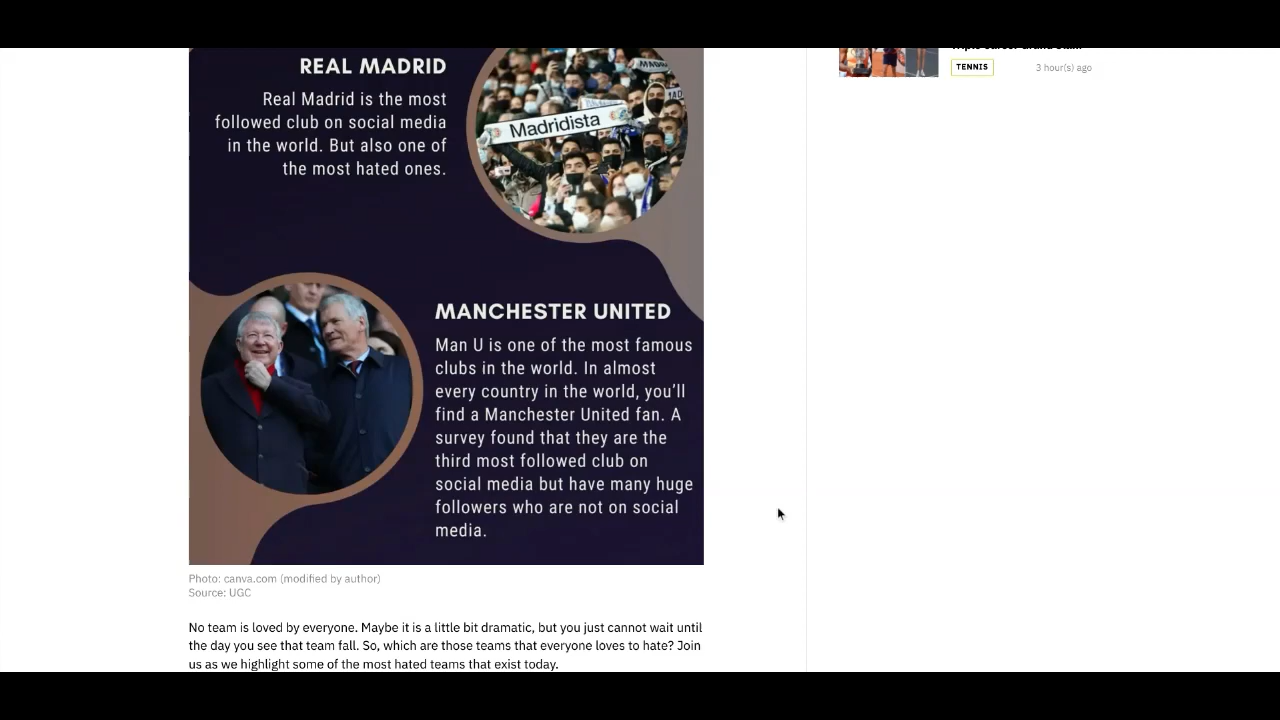 TENNIS
3 hour(s) ago
REAL MADRID
Real Madrid is the most
followed club on social media
in the world. But also one of
the most hated ones.
Madridista
MANCHESTER UNITED
Man U is one of the most famous
clubs in the world. In almost
every country in the world, you’ll
find a Manchester United fan. A
survey found that they are the
third most followed club on
social media but have many huge
followers who are not on social
media.
Photo: canva.com (modified by author)
Source: UGC
No team is loved by everyone. Maybe it is a little bit dramatic, but you just cannot wait until
the day you see that team fall. So, which are those teams that everyone loves to hate? Join
us as we highlight some of the most hated teams that exist today.